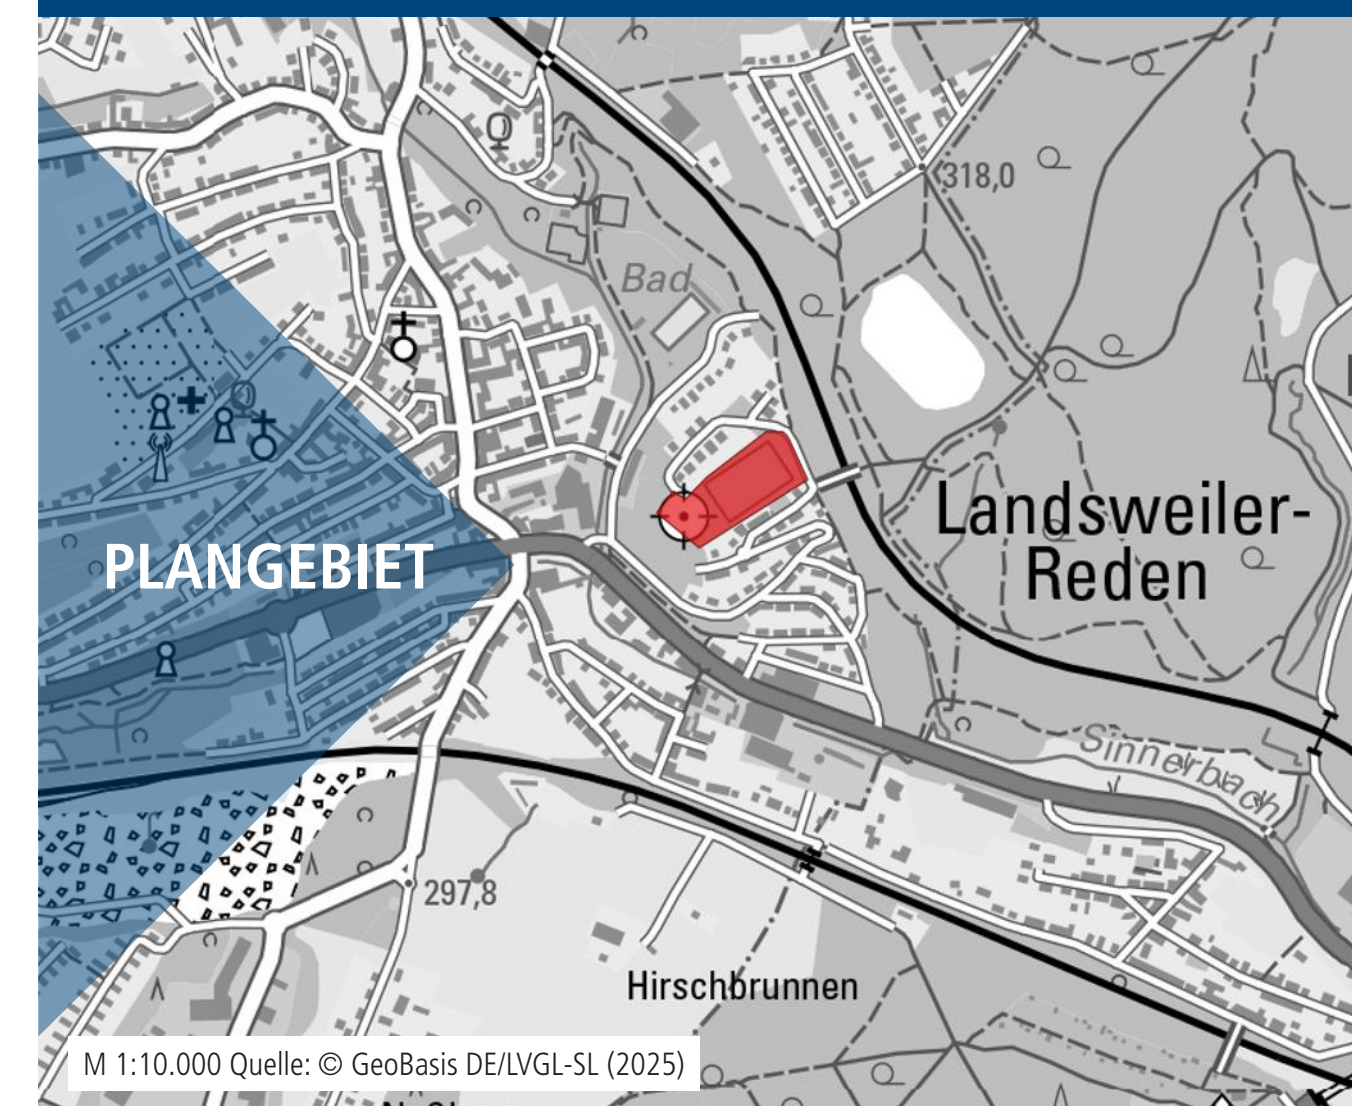 318,0
Bad
Landsweiler-
Reden
PLANGEBIET
Sinnerbach
297,8
Hirschbrunnen
M 1:10.000 Quelle: © GeoBasis DE/LVGL-SL (2025)